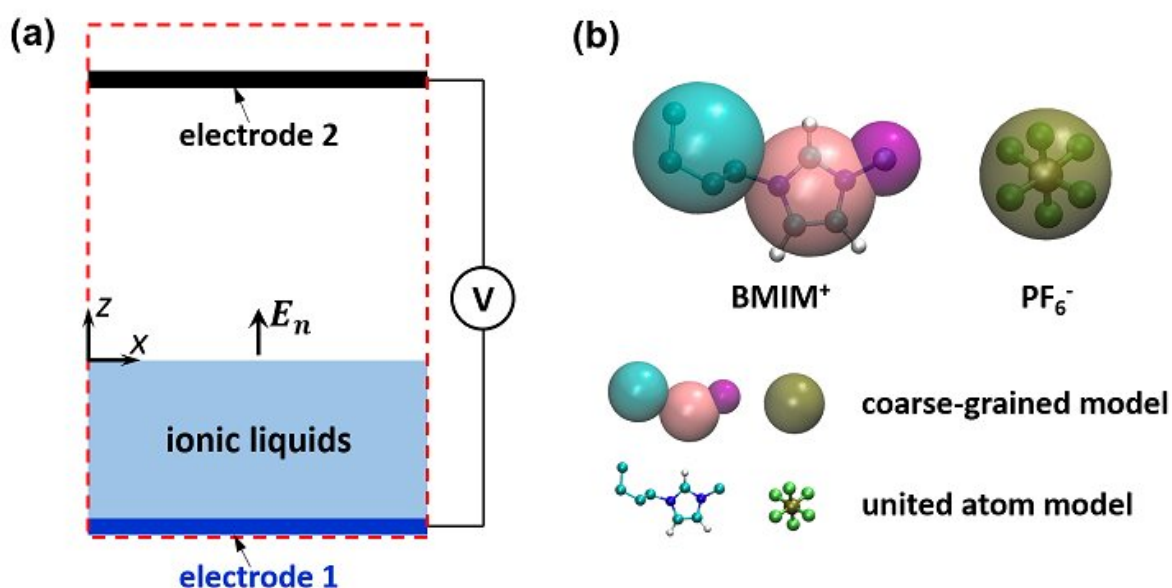 (a)
electrode 2
V
z
E_n
x
ionic liquids
electrode 1
(b)
BMIM⁺
PF₆⁻
coarse-grained model
united atom model